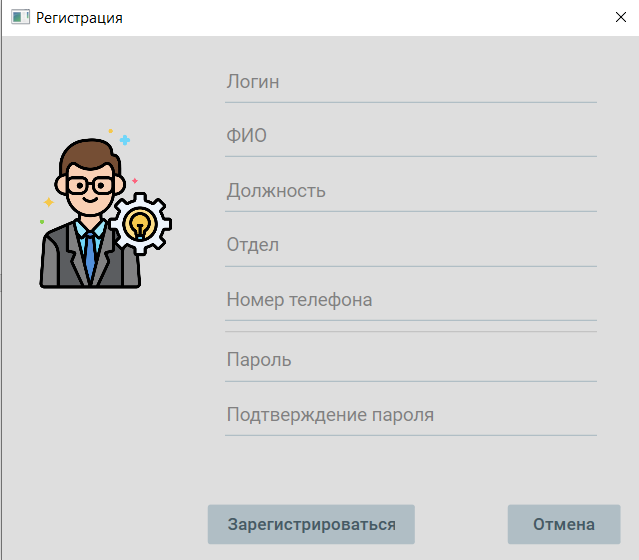 Регистрация
Логин
ФИО
Должность
Отдел
Номер телефона
Пароль
Подтверждение пароля
Зарегистрироваться
Отмена